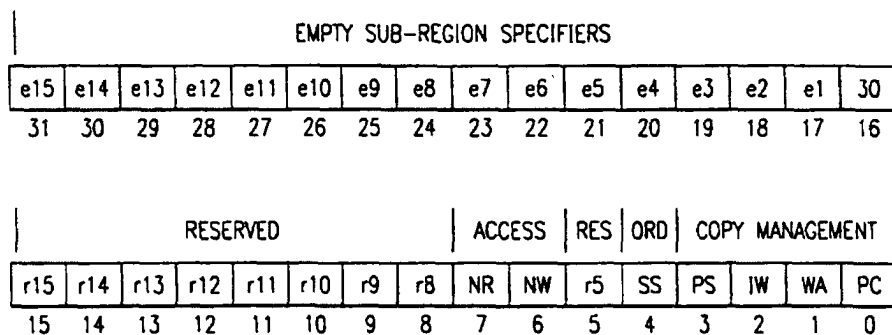 EMPTY SUB-REGION SPECIFIERS
e15 e14 e13 e12 e11 e10 e9 e8 e7 e6 e5 e4 e3 e2 e1 30
31 30 29 28 27 26 25 24 23 22 21 20 19 18 17 16
RESERVED ACCESS RES ORD COPY MANAGEMENT
r15 r14 r13 r12 r11 r10 r9 r8 NR NW r5 SS PS IW WA PC
15 14 13 12 11 10 9 8 7 6 5 4 3 2 1 0